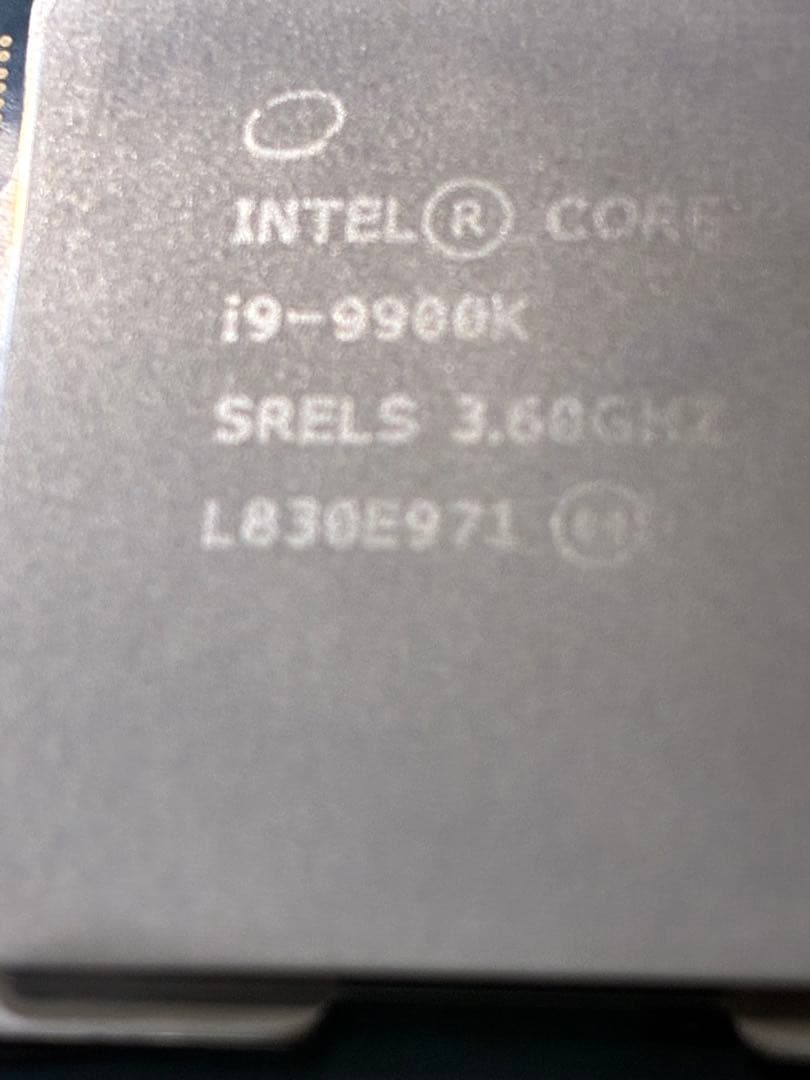 INTEL® CORE
i9-9900K
SRELS 3.60GHZ
L830E971